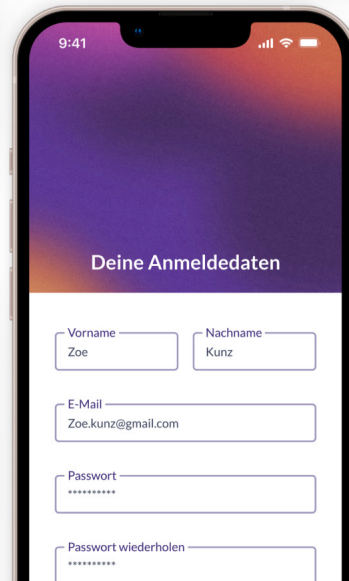 9:41
Deine Anmeldedaten
Vorname
Nachname
Zoe
Kunz
E-Mail
Zoe.kunz@gmail.com
Passwort
**********
Passwort wiederholen
**********